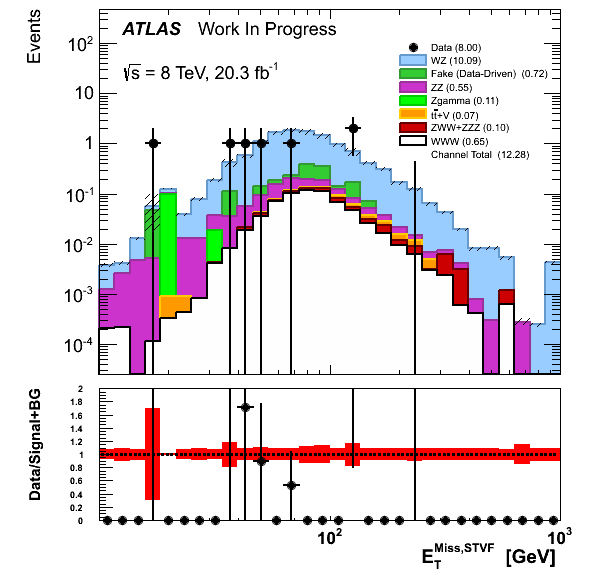 Events
ATLAS Work In Progress
√s = 8 TeV, 20.3 fb⁻¹
Data (8.00)
WZ (10.09)
Fake (Data-Driven) (0.72)
ZZ (0.55)
Zgamma (0.11)
tt̄+V (0.07)
ZWW+ZZZ (0.10)
WWW (0.65)
Channel Total (12.28)
10²
10
1
10⁻¹
10⁻²
10⁻³
10⁻⁴
Data/Signal+BG
2
1.8
1.6
1.4
1.2
1
0.8
0.6
0.4
0.2
0
10² 10³
E_T^Miss,STVF [GeV]